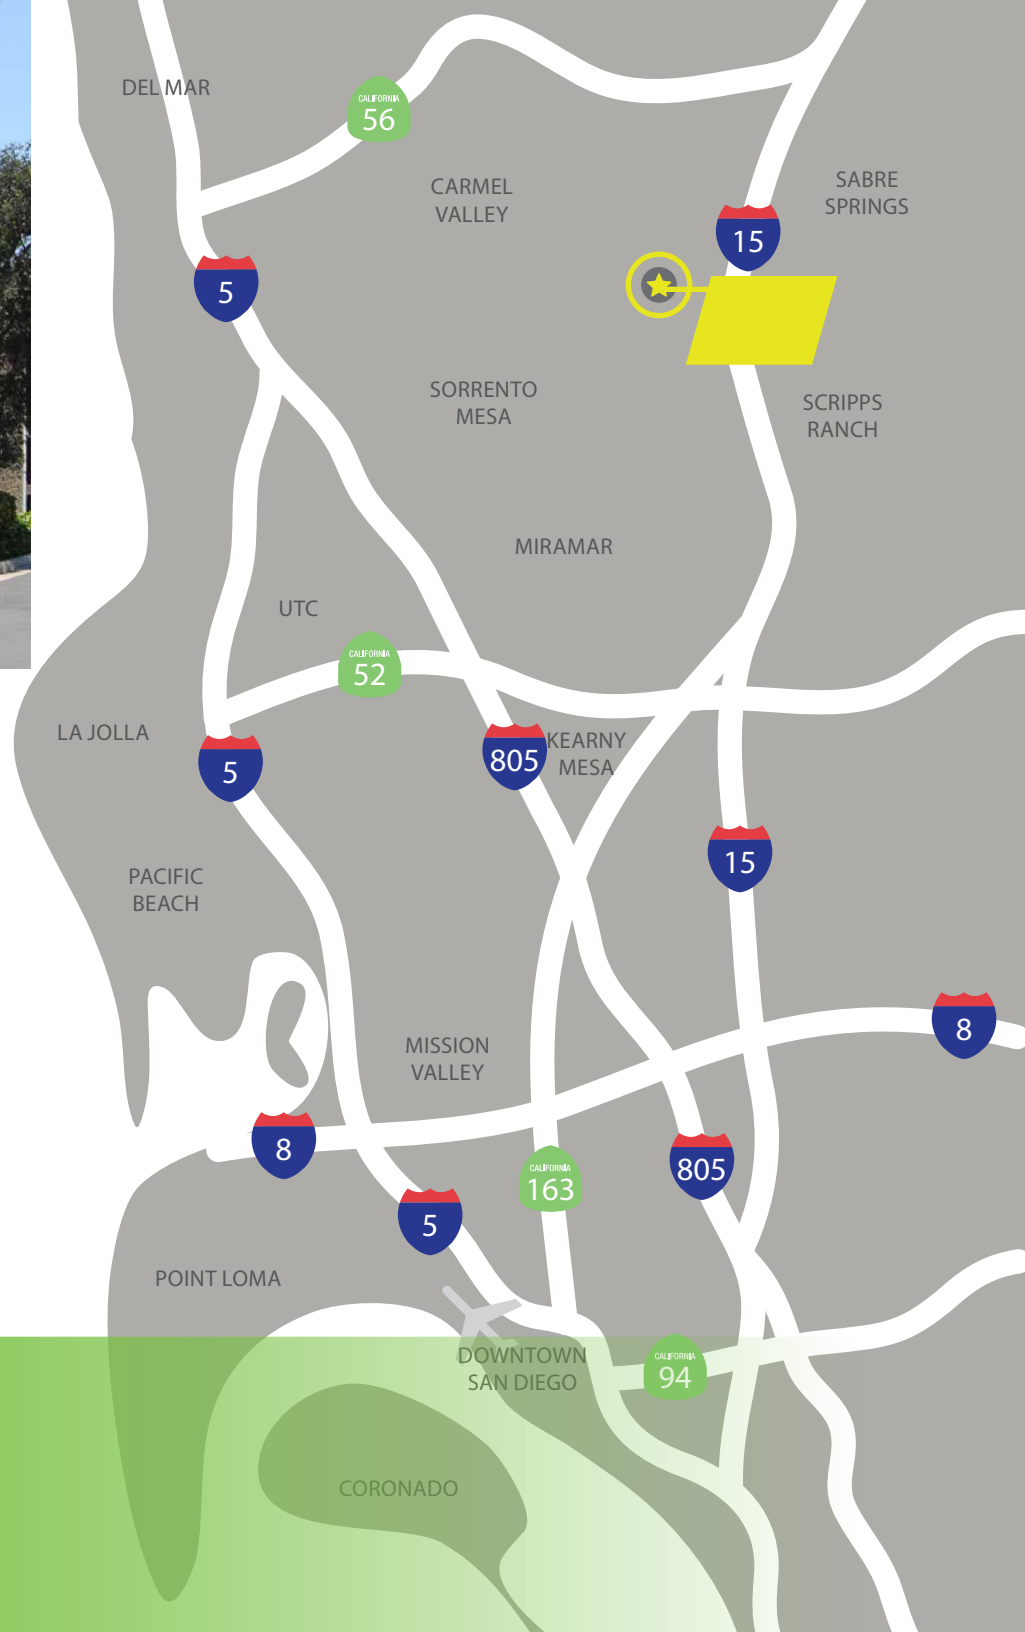 DEL MAR
CALIFORNIA
56
CARMEL
VALLEY
SABRE
SPRINGS
15
5
SORRENTO
MESA
SCRIPPS
RANCH
MIRAMAR
UTC
CALIFORNIA
52
LA JOLLA
KEARNY
MESA
805
5
15
PACIFIC
BEACH
8
MISSION
VALLEY
8
805
CALIFORNIA
163
5
POINT LOMA
DOWNTOWN
SAN DIEGO
CALIFORNIA
94
CORONADO